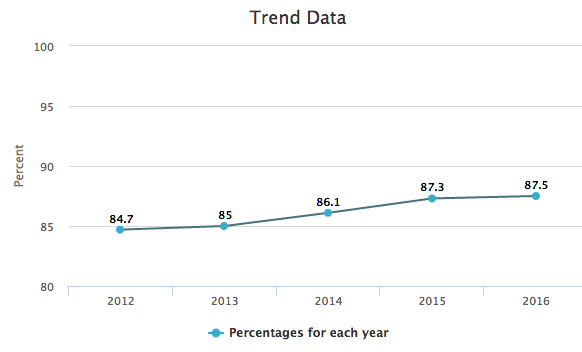 Trend Data
100
95
90
85
80
Percent
84.7
85
86.1
87.3
87.5
2012 2013 2014 2015 2016
Percentages for each year